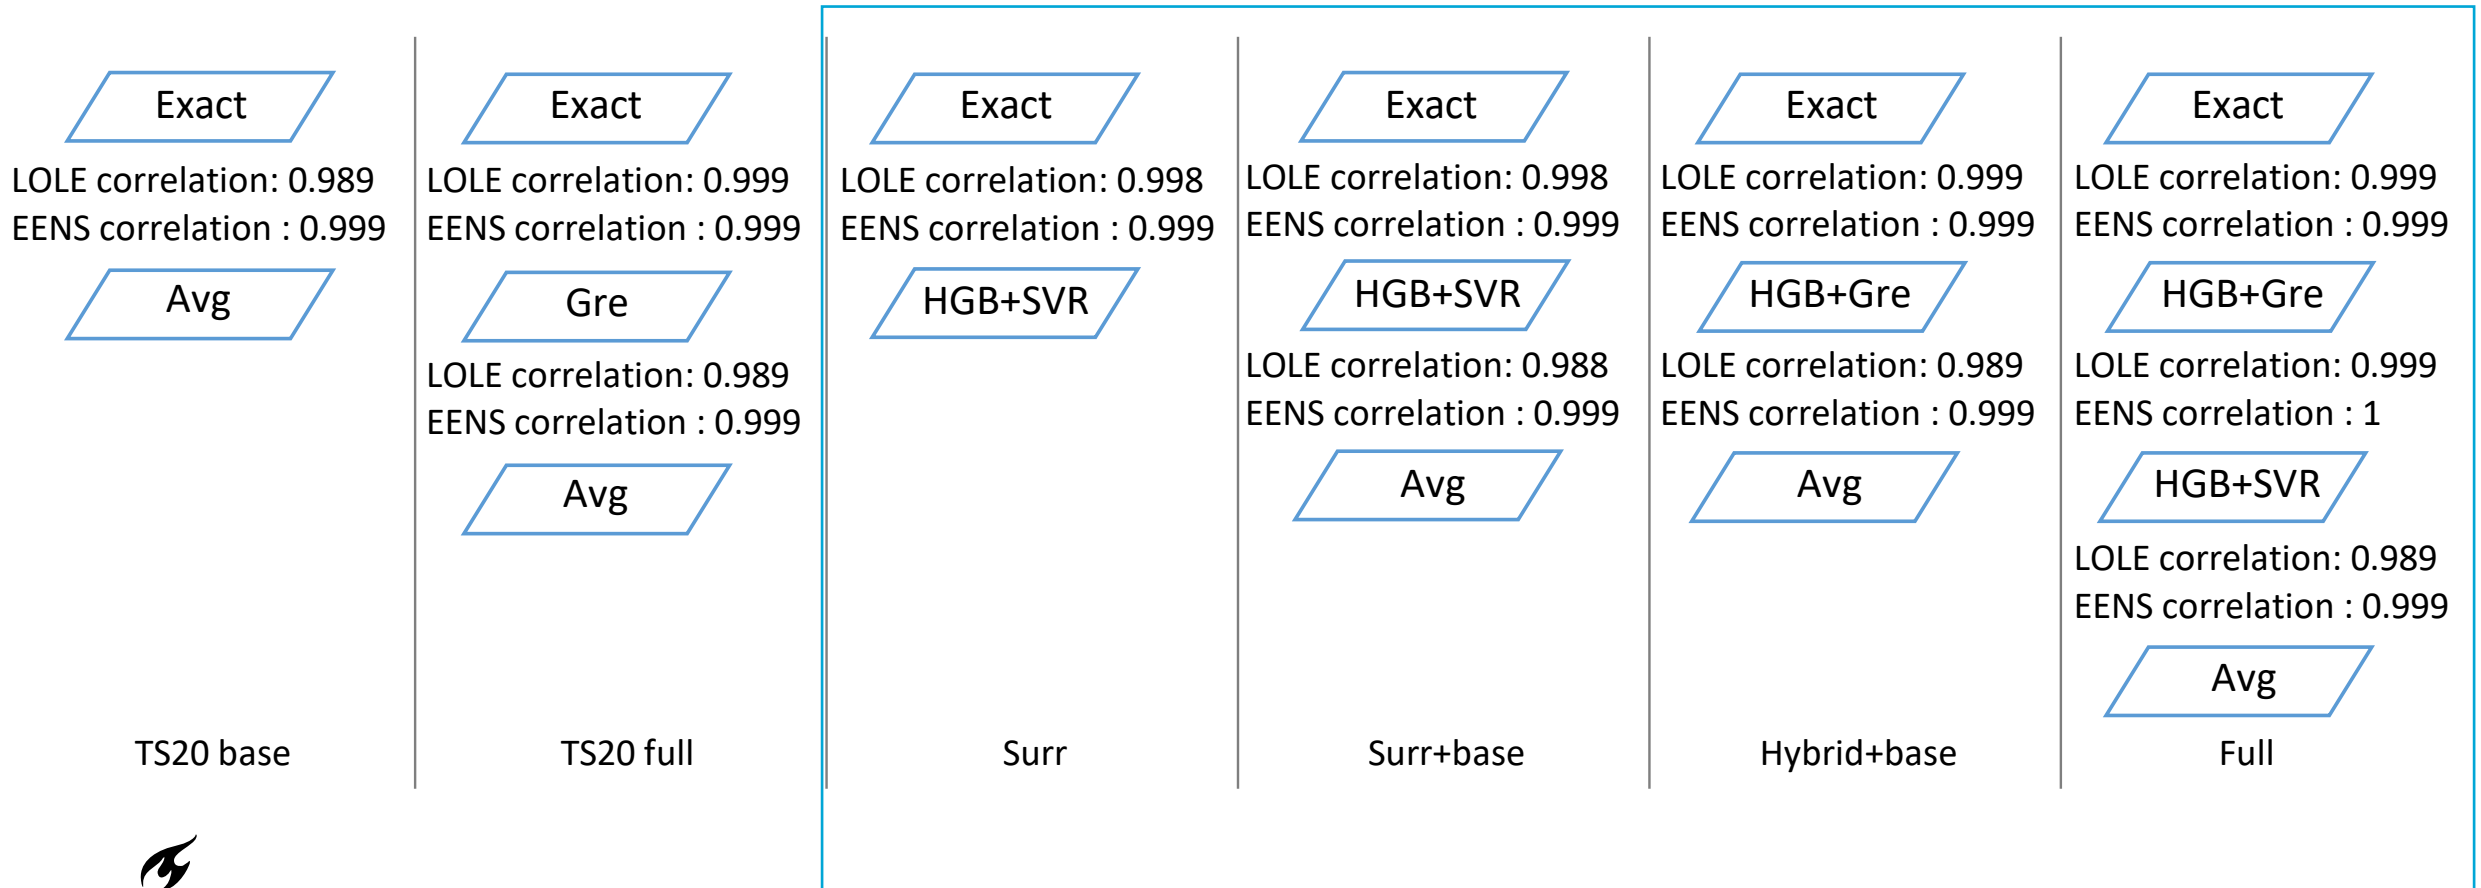 Exact
LOLE correlation: 0.989
EENS correlation : 0.999
Avg
TS20 base
Exact
LOLE correlation: 0.999
EENS correlation : 0.999
Gre
LOLE correlation: 0.989
EENS correlation : 0.999
Avg
TS20 full
Exact
LOLE correlation: 0.998
EENS correlation : 0.999
HGB+SVR
Surr
Exact
LOLE correlation: 0.998
EENS correlation : 0.999
HGB+SVR
LOLE correlation: 0.988
EENS correlation : 0.999
Avg
Surr+base
Exact
LOLE correlation: 0.999
EENS correlation : 0.999
HGB+Gre
LOLE correlation: 0.989
EENS correlation : 0.999
Avg
Hybrid+base
Exact
LOLE correlation: 0.999
EENS correlation : 0.999
HGB+Gre
LOLE correlation: 0.999
EENS correlation : 1
HGB+SVR
LOLE correlation: 0.989
EENS correlation : 0.999
Avg
Full